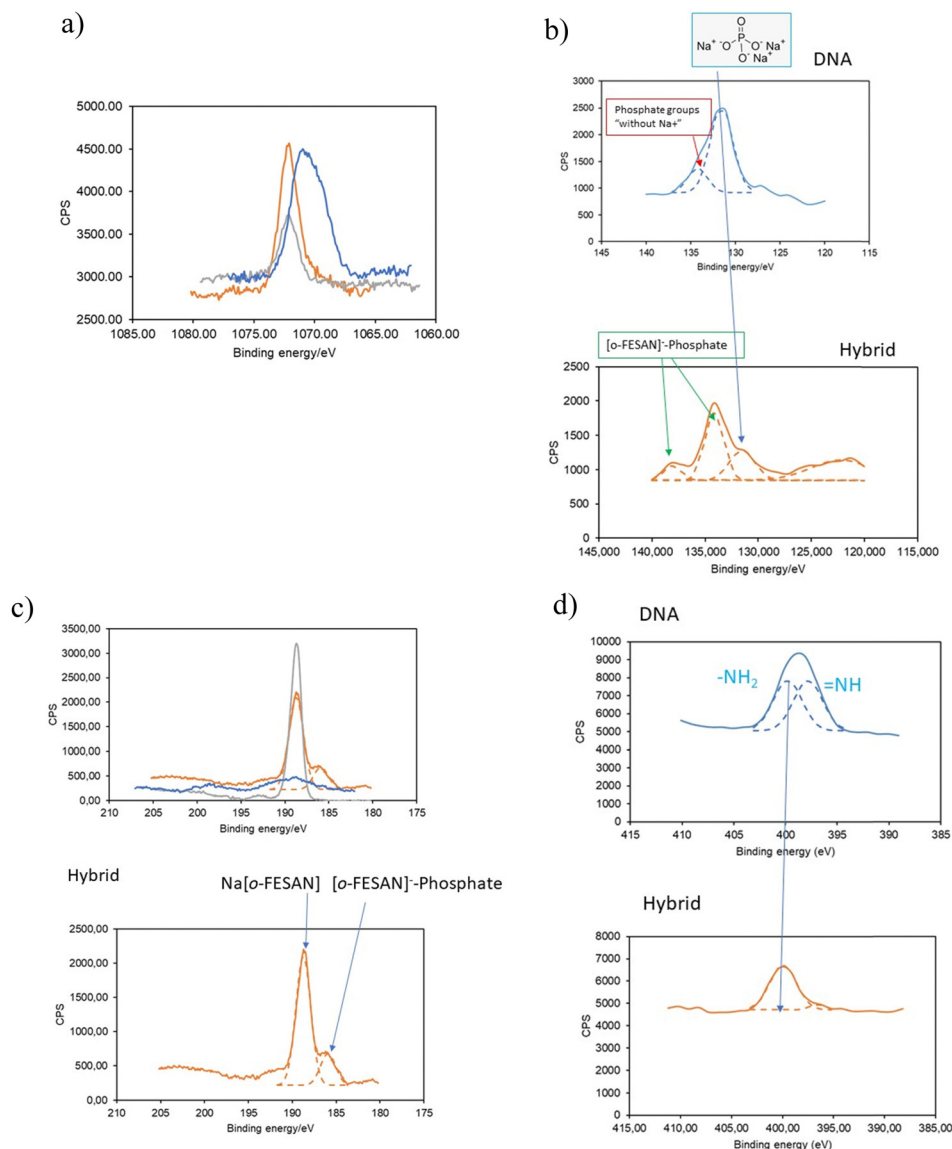 a)
5000.00
4500.00
4000.00
3500.00
3000.00
2500.00
CPS
1085.00 1080.00 1075.00 1070.00 1065.00 1060.00
Binding energy/eV
b)
O
P
Na⁺ ⁻O O⁻ Na⁺
O⁻ Na⁺
DNA
Phosphate groups
“without Na+”
3000
2500
2000
1500
1000
500
0
CPS
145 140 135 130 125 120 115
Binding energy/eV
[o-FESAN]⁻-Phosphate
Hybrid
2500
2000
1500
1000
500
0
CPS
145,000 140,000 135,000 130,000 125,000 120,000 115,000
Binding energy/eV
c)
3500,00
3000,00
2500,00
2000,00
1500,00
1000,00
500,00
0,00
CPS
210 205 200 195 190 185 180 175
Binding energy/eV
Hybrid
Na[o-FESAN] [o-FESAN]⁻-Phosphate
2500,00
2000,00
1500,00
1000,00
500,00
0,00
CPS
210 205 200 195 190 185 180 175
Binding energy/eV
d)
DNA
-NH₂ =NH
10000
9000
8000
7000
6000
5000
4000
3000
2000
1000
0
CPS
415 410 405 400 395 390 385
Binding energy (eV)
Hybrid
8000
7000
6000
5000
4000
3000
2000
1000
0
CPS
415,00 410,00 405,00 400,00 395,00 390,00 385,00
Binding energy (eV)